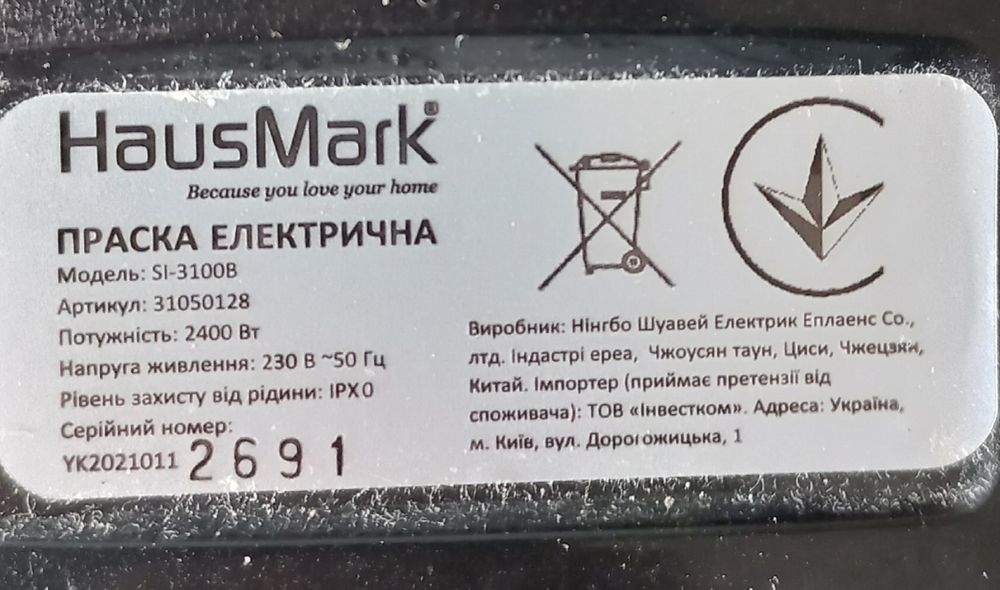 HausMark®
Because you love your home
ПРАСКА ЕЛЕКТРИЧНА
Модель: SI-3100B
Артикул: 31050128
Потужність: 2400 Вт
Напруга живлення: 230 В ~50 Гц
Рівень захисту від рідини: IPX0
Серійний номер:
YK2021011 2691
Виробник: Нінгбо Шуавей Електрик Еплаенс Со.,
лтд. Індастрі ереа, Чжоусян таун, Циси, Чжецзян,
Китай. Імпортер (приймає претензії від
споживача): ТОВ «Інвестком». Адреса: Україна,
м. Київ, вул. Дорогожицька, 1